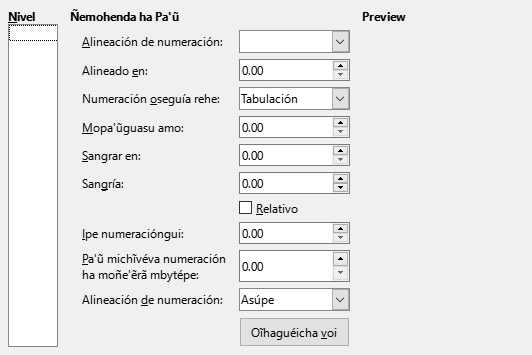 Nivel
Ñemohenda ha Pa'ũ
Preview
Alineación de numeración:
Alineado en: 0.00
Numeración oseguía rehe: Tabulación
Mopa'ũguasu amo: 0.00
Sangrar en: 0.00
Sangría: 0.00
Relativo
Ipe numeracióngui: 0.00
Pa'ũ michĩvéva numeración
ha moñe'ẽrã mbytépe: 0.00
Alineación de numeración: Asúpe
Oĩhaguéicha voi